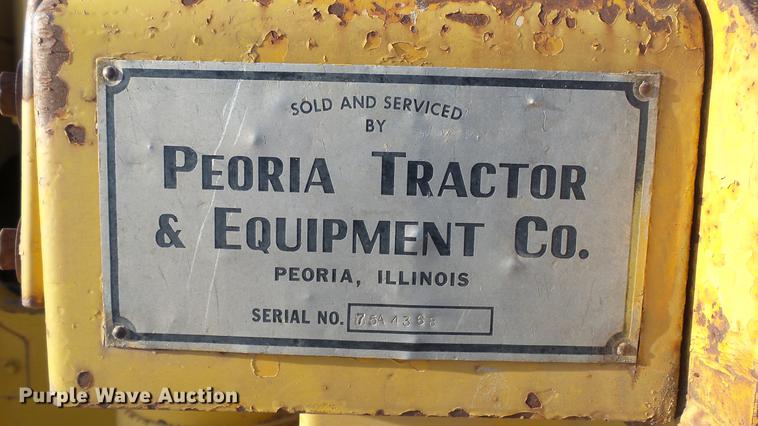 SOLD AND SERVICED
BY
PEORIA TRACTOR
& EQUIPMENT CO.
PEORIA, ILLINOIS
SERIAL NO.
Purple Wave Auction